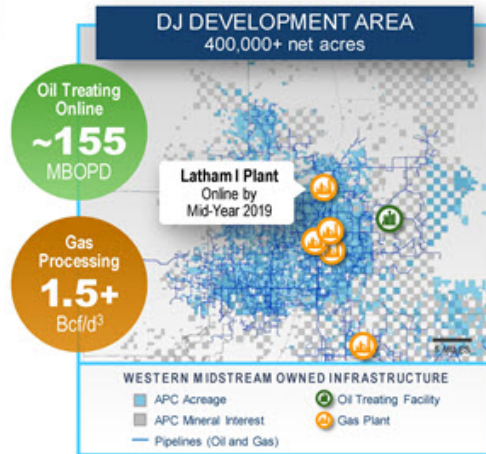 DJ DEVELOPMENT AREA
400,000+ net acres
Oil Treating
Online
~155
MBOPD
Latham I Plant
Online by
Mid-Year 2019
Gas
Processing
1.5+
Bcf/d³
5 MILES
WESTERN MIDSTREAM OWNED INFRASTRUCTURE
APC Acreage
Oil Treating Facility
APC Mineral Interest
Gas Plant
Pipelines (Oil and Gas)